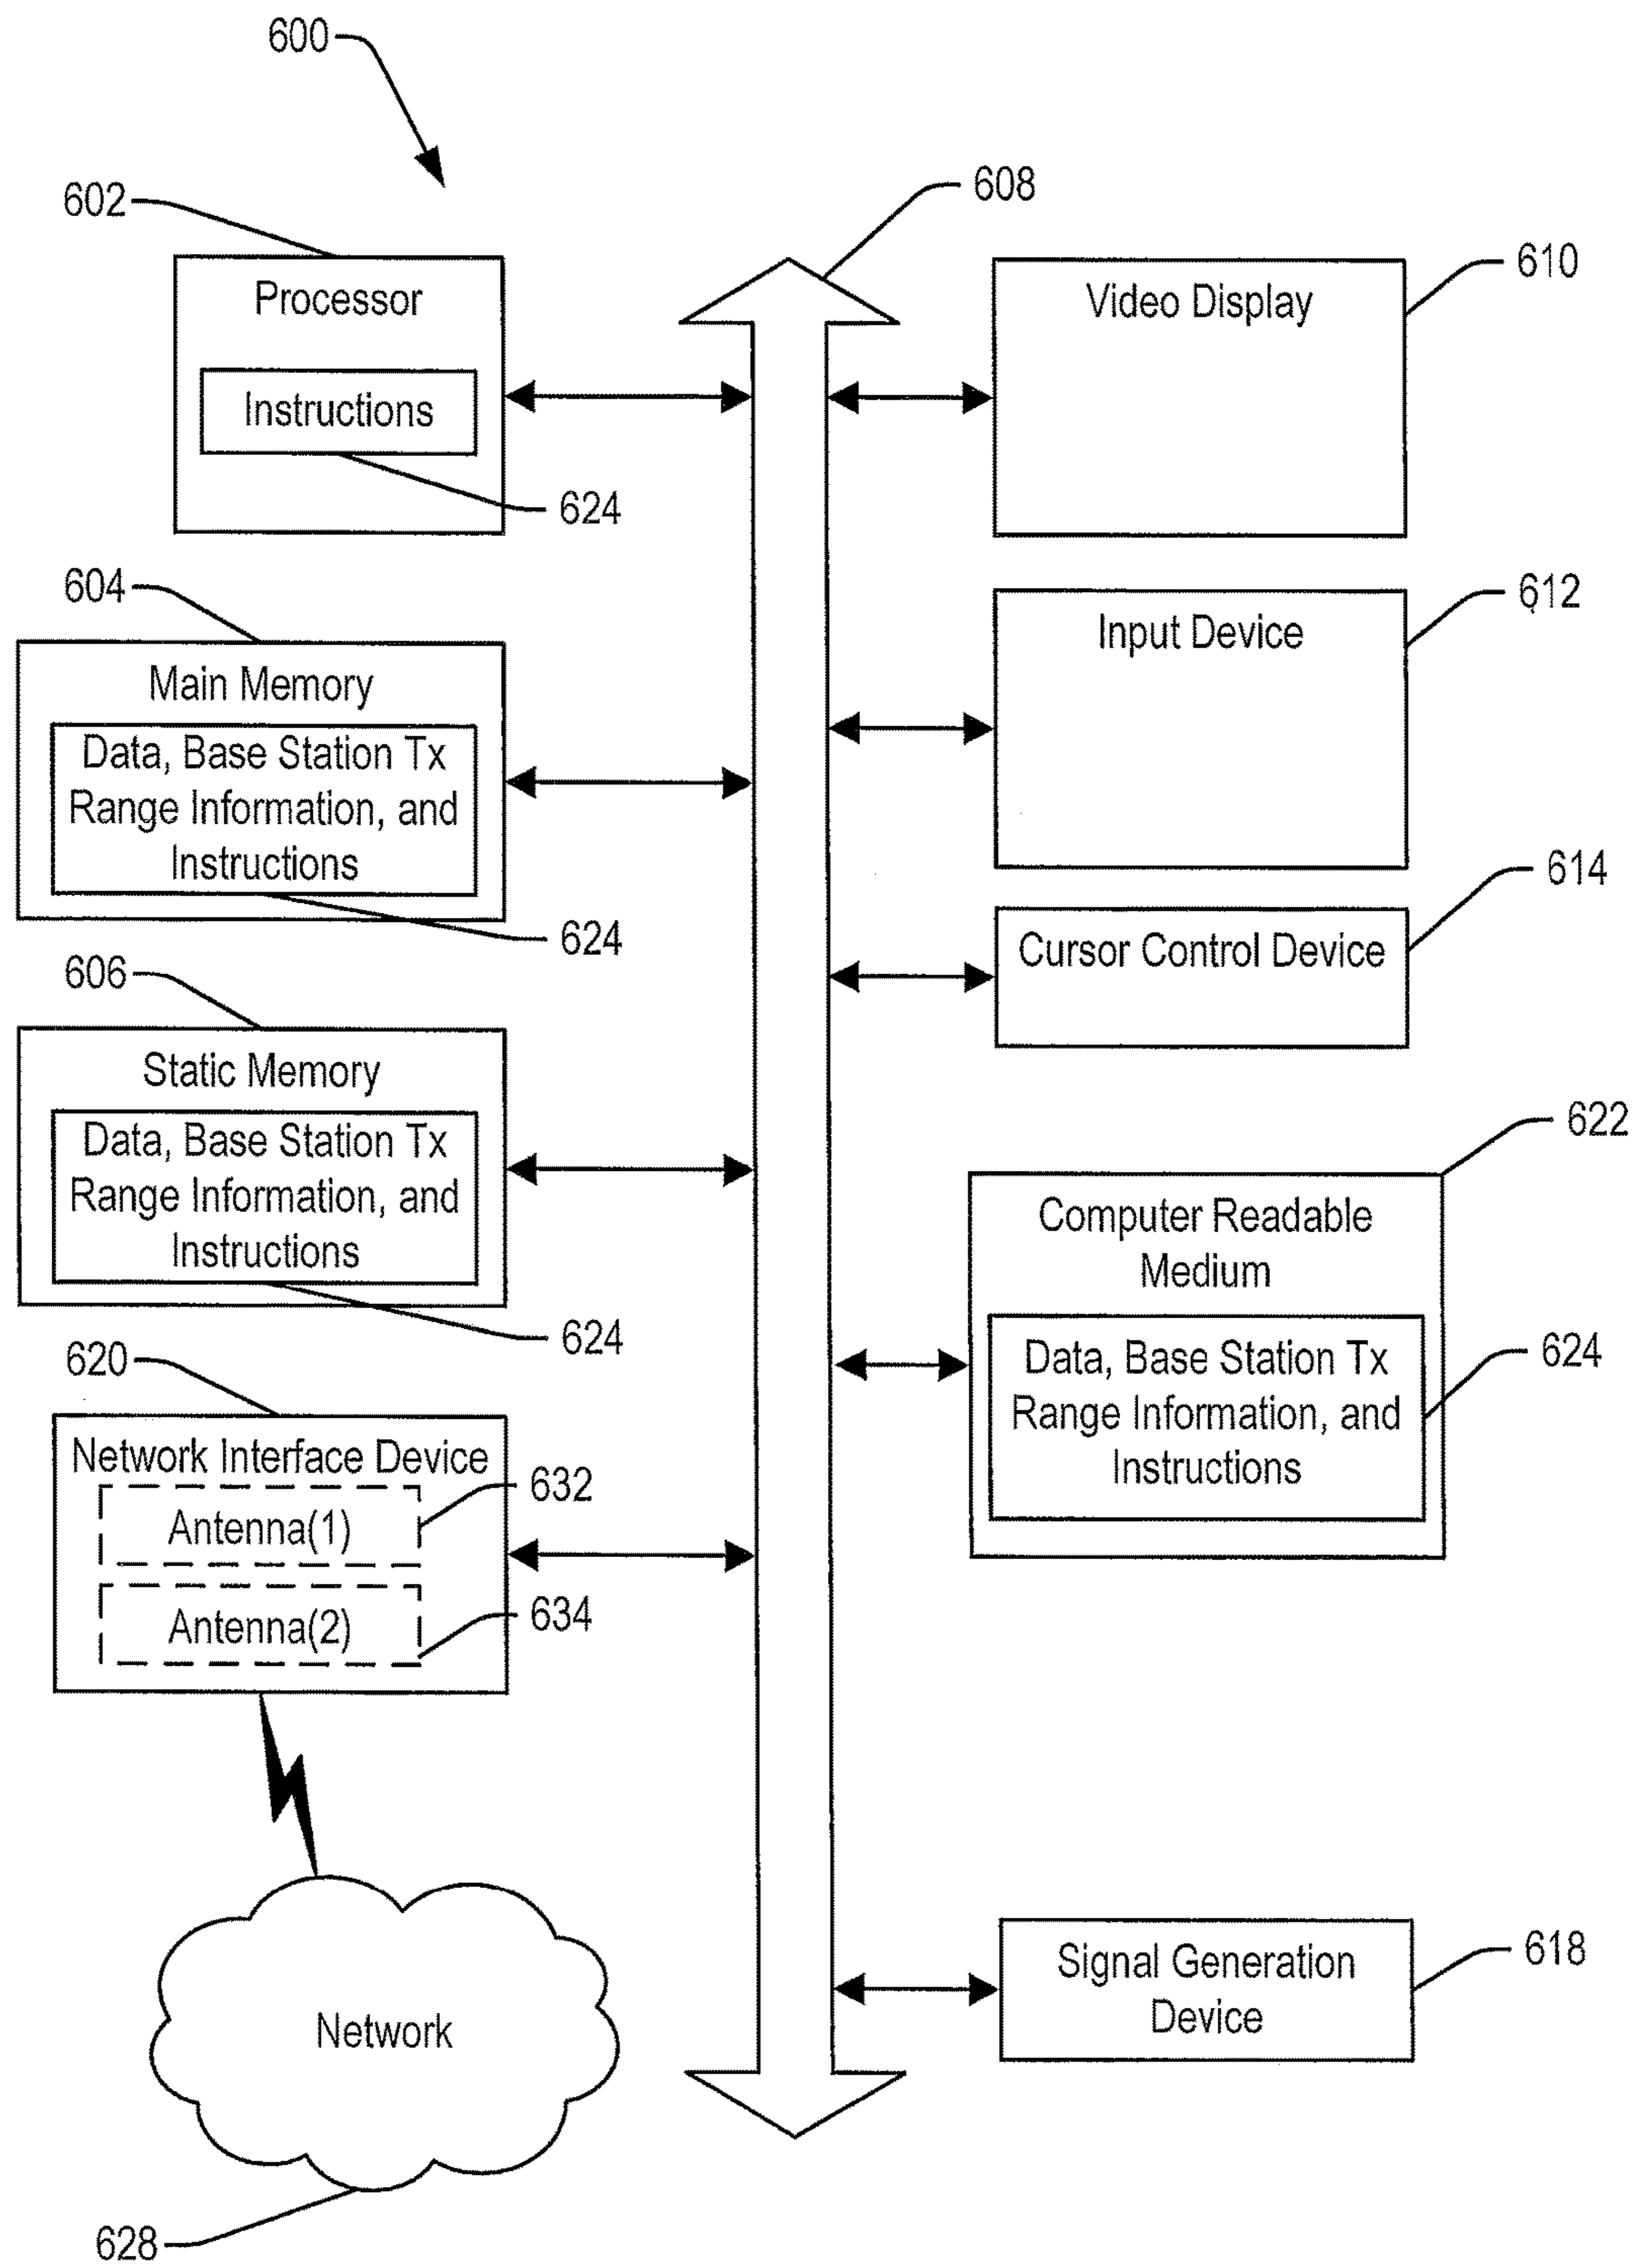 600
608
602
Processor
Instructions
624
610
Video Display
604
Main Memory
Data, Base Station Tx
Range Information, and
Instructions
624
612
Input Device
614
Cursor Control Device
606
Static Memory
Data, Base Station Tx
Range Information, and
Instructions
624
622
Computer Readable
Medium
Data, Base Station Tx
Range Information, and
Instructions
624
620
Network Interface Device
632
Antenna(1)
634
Antenna(2)
618
Signal Generation
Device
Network
628